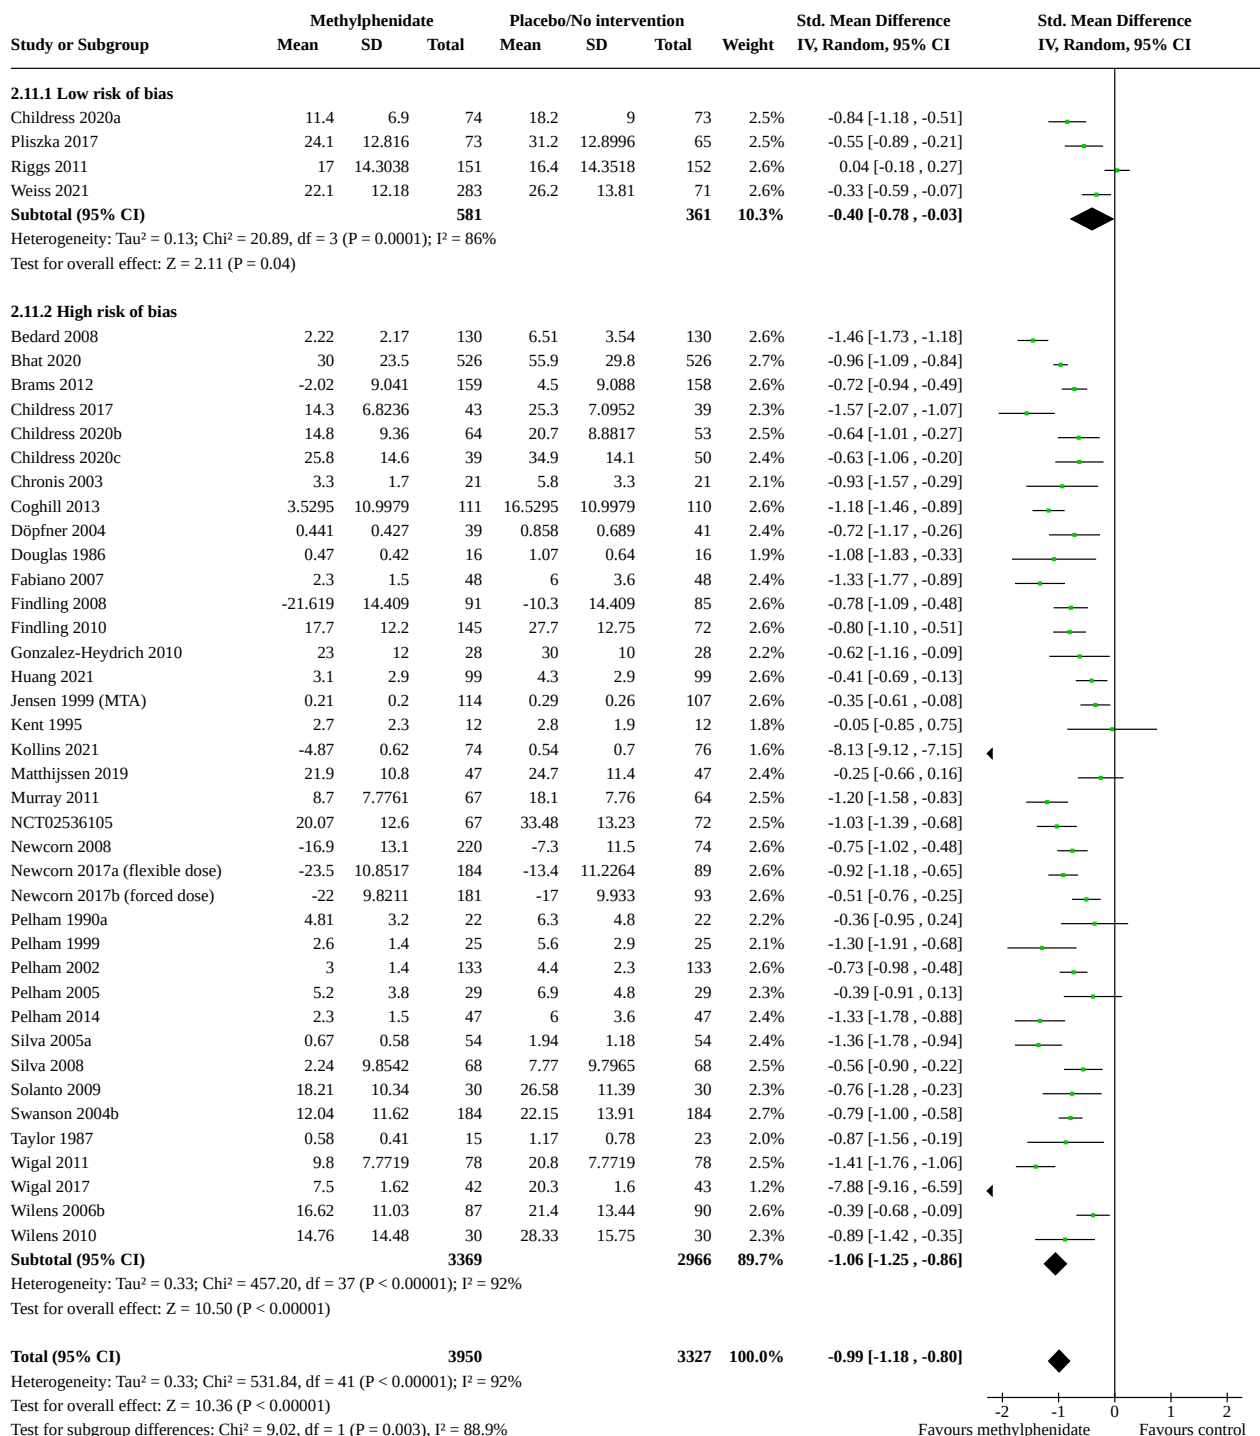 Methylphenidate Placebo/No intervention Std. Mean Difference Std. Mean Difference
Study or Subgroup Mean SD Total Mean SD Total Weight IV, Random, 95% CI IV, Random, 95% CI
2.11.1 Low risk of bias
Childress 2020a 11.4 6.9 74 18.2 9 73 2.5% -0.84 [-1.18 , -0.51]
Pliszka 2017 24.1 12.816 73 31.2 12.8996 65 2.5% -0.55 [-0.89 , -0.21]
Riggs 2011 17 14.3038 151 16.4 14.3518 152 2.6% 0.04 [-0.18 , 0.27]
Weiss 2021 22.1 12.18 283 26.2 13.81 71 2.6% -0.33 [-0.59 , -0.07]
Subtotal (95% CI) 581 361 10.3% -0.40 [-0.78 , -0.03]
Heterogeneity: Tau² = 0.13; Chi² = 20.89, df = 3 (P = 0.0001); I² = 86%
Test for overall effect: Z = 2.11 (P = 0.04)
2.11.2 High risk of bias
Bedard 2008 2.22 2.17 130 6.51 3.54 130 2.6% -1.46 [-1.73 , -1.18]
Bhat 2020 30 23.5 526 55.9 29.8 526 2.7% -0.96 [-1.09 , -0.84]
Brams 2012 -2.02 9.041 159 4.5 9.088 158 2.6% -0.72 [-0.94 , -0.49]
Childress 2017 14.3 6.8236 43 25.3 7.0952 39 2.3% -1.57 [-2.07 , -1.07]
Childress 2020b 14.8 9.36 64 20.7 8.8817 53 2.5% -0.64 [-1.01 , -0.27]
Childress 2020c 25.8 14.6 39 34.9 14.1 50 2.4% -0.63 [-1.06 , -0.20]
Chronis 2003 3.3 1.7 21 5.8 3.3 21 2.1% -0.93 [-1.57 , -0.29]
Coghill 2013 3.5295 10.9979 111 16.5295 10.9979 110 2.6% -1.18 [-1.46 , -0.89]
Döpfner 2004 0.441 0.427 39 0.858 0.689 41 2.4% -0.72 [-1.17 , -0.26]
Douglas 1986 0.47 0.42 16 1.07 0.64 16 1.9% -1.08 [-1.83 , -0.33]
Fabiano 2007 2.3 1.5 48 6 3.6 48 2.4% -1.33 [-1.77 , -0.89]
Findling 2008 -21.619 14.409 91 -10.3 14.409 85 2.6% -0.78 [-1.09 , -0.48]
Findling 2010 17.7 12.2 145 27.7 12.75 72 2.6% -0.80 [-1.10 , -0.51]
Gonzalez-Heydrich 2010 23 12 28 30 10 28 2.2% -0.62 [-1.16 , -0.09]
Huang 2021 3.1 2.9 99 4.3 2.9 99 2.6% -0.41 [-0.69 , -0.13]
Jensen 1999 (MTA) 0.21 0.2 114 0.29 0.26 107 2.6% -0.35 [-0.61 , -0.08]
Kent 1995 2.7 2.3 12 2.8 1.9 12 1.8% -0.05 [-0.85 , 0.75]
Kollins 2021 -4.87 0.62 74 0.54 0.7 76 1.6% -8.13 [-9.12 , -7.15]
Matthijssen 2019 21.9 10.8 47 24.7 11.4 47 2.4% -0.25 [-0.66 , 0.16]
Murray 2011 8.7 7.7761 67 18.1 7.76 64 2.5% -1.20 [-1.58 , -0.83]
NCT02536105 20.07 12.6 67 33.48 13.23 72 2.5% -1.03 [-1.39 , -0.68]
Newcorn 2008 -16.9 13.1 220 -7.3 11.5 74 2.6% -0.75 [-1.02 , -0.48]
Newcorn 2017a (flexible dose) -23.5 10.8517 184 -13.4 11.2264 89 2.6% -0.92 [-1.18 , -0.65]
Newcorn 2017b (forced dose) -22 9.8211 181 -17 9.933 93 2.6% -0.51 [-0.76 , -0.25]
Pelham 1990a 4.81 3.2 22 6.3 4.8 22 2.2% -0.36 [-0.95 , 0.24]
Pelham 1999 2.6 1.4 25 5.6 2.9 25 2.1% -1.30 [-1.91 , -0.68]
Pelham 2002 3 1.4 133 4.4 2.3 133 2.6% -0.73 [-0.98 , -0.48]
Pelham 2005 5.2 3.8 29 6.9 4.8 29 2.3% -0.39 [-0.91 , 0.13]
Pelham 2014 2.3 1.5 47 6 3.6 47 2.4% -1.33 [-1.78 , -0.88]
Silva 2005a 0.67 0.58 54 1.94 1.18 54 2.4% -1.36 [-1.78 , -0.94]
Silva 2008 2.24 9.8542 68 7.77 9.7965 68 2.5% -0.56 [-0.90 , -0.22]
Solanto 2009 18.21 10.34 30 26.58 11.39 30 2.3% -0.76 [-1.28 , -0.23]
Swanson 2004b 12.04 11.62 184 22.15 13.91 184 2.7% -0.79 [-1.00 , -0.58]
Taylor 1987 0.58 0.41 15 1.17 0.78 23 2.0% -0.87 [-1.56 , -0.19]
Wigal 2011 9.8 7.7719 78 20.8 7.7719 78 2.5% -1.41 [-1.76 , -1.06]
Wigal 2017 7.5 1.62 42 20.3 1.6 43 1.2% -7.88 [-9.16 , -6.59]
Wilens 2006b 16.62 11.03 87 21.4 13.44 90 2.6% -0.39 [-0.68 , -0.09]
Wilens 2010 14.76 14.48 30 28.33 15.75 30 2.3% -0.89 [-1.42 , -0.35]
Subtotal (95% CI) 3369 2966 89.7% -1.06 [-1.25 , -0.86]
Heterogeneity: Tau² = 0.33; Chi² = 457.20, df = 37 (P < 0.00001); I² = 92%
Test for overall effect: Z = 10.50 (P < 0.00001)
Total (95% CI) 3950 3327 100.0% -0.99 [-1.18 , -0.80]
Heterogeneity: Tau² = 0.33; Chi² = 531.84, df = 41 (P < 0.00001); I² = 92%
Test for overall effect: Z = 10.36 (P < 0.00001) -2 -1 0 1 2
Test for subgroup differences: Chi² = 9.02, df = 1 (P = 0.003), I² = 88.9% Favours methylphenidate Favours control